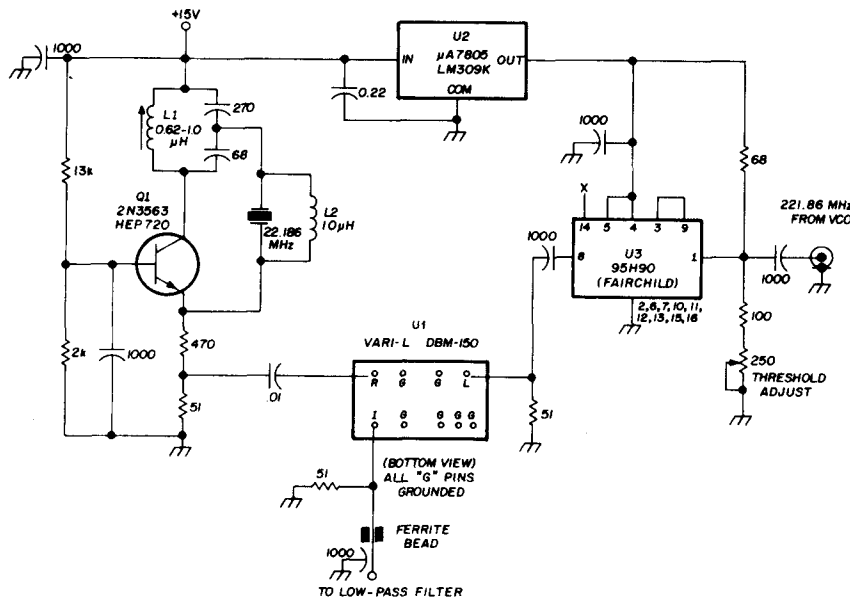 +15V
1000
U2
μA7805
LM309K
IN
OUT
COM
0.22
L1
0.62-1.0
μH
270
68
13k
Q1
2N3563
HEP720
22.186
MHz
L2
10μH
1000
68
X
14
5
4
3
9
1000
8
U3
95H90
(FAIRCHILD)
1
2,6,7,10,11,
12,13,15,16
221.86 MHz
FROM VCO
1000
2k
1000
470
51
.01
U1
VARI-L DBM-150
R
G
G
L
I
G
G
G
G
51
100
250
THRESHOLD
ADJUST
(BOTTOM VIEW)
ALL "G" PINS
GROUNDED
51
FERRITE
BEAD
1000
TO LOW-PASS FILTER